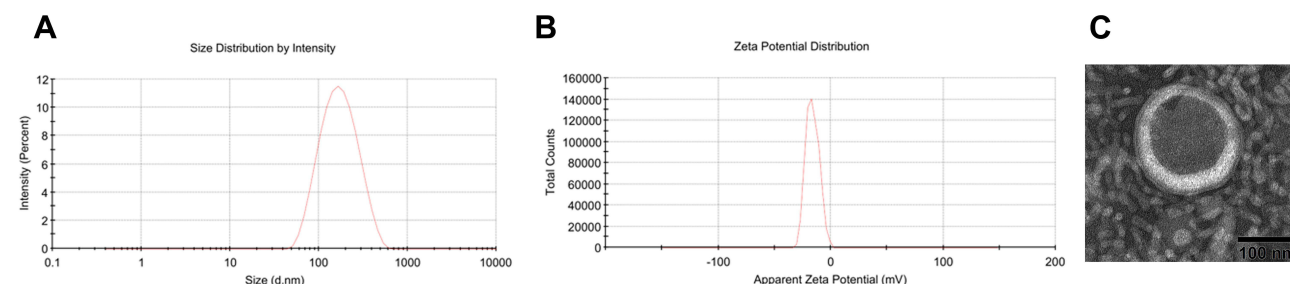 A
Size Distribution by Intensity
Intensity (Percent)
12
10
8
6
4
2
0
0.1 1 10 100 1000 10000
Size (d.nm)
B
Zeta Potential Distribution
Total Counts
160000
140000
120000
100000
80000
60000
40000
20000
0
-100 0 100 200
Apparent Zeta Potential (mV)
C
100 nm